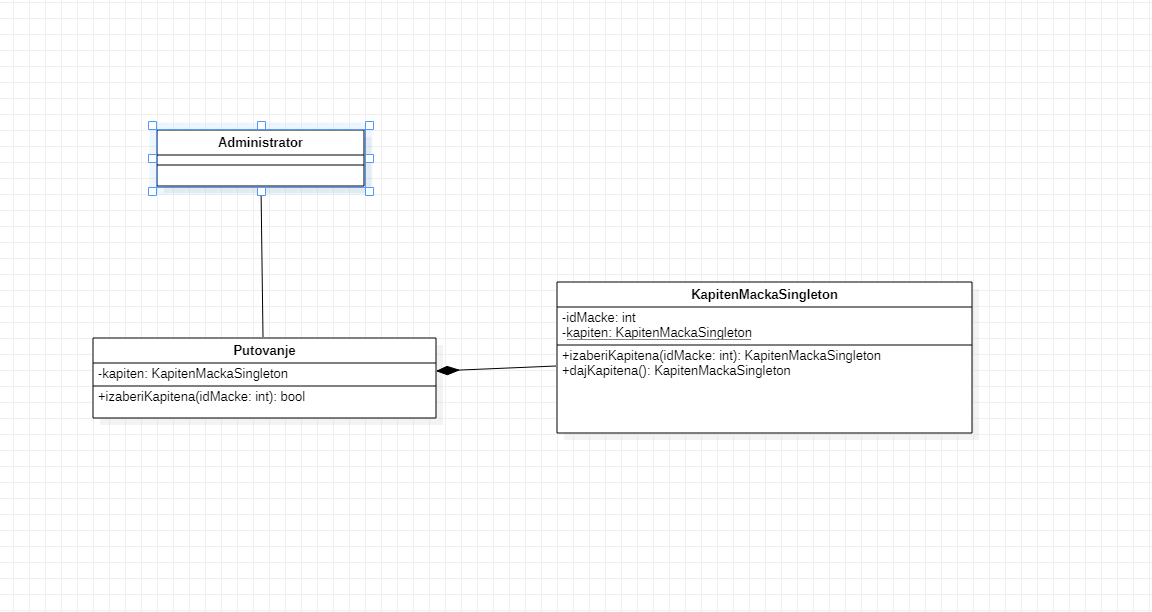 Administrator
Putovanje
-kapiten: KapitenMackaSingleton
+izaberiKapitena(idMacke: int): bool
KapitenMackaSingleton
-idMacke: int
-kapiten: KapitenMackaSingleton
+izaberiKapitena(idMacke: int): KapitenMackaSingleton
+dajKapitena(): KapitenMackaSingleton